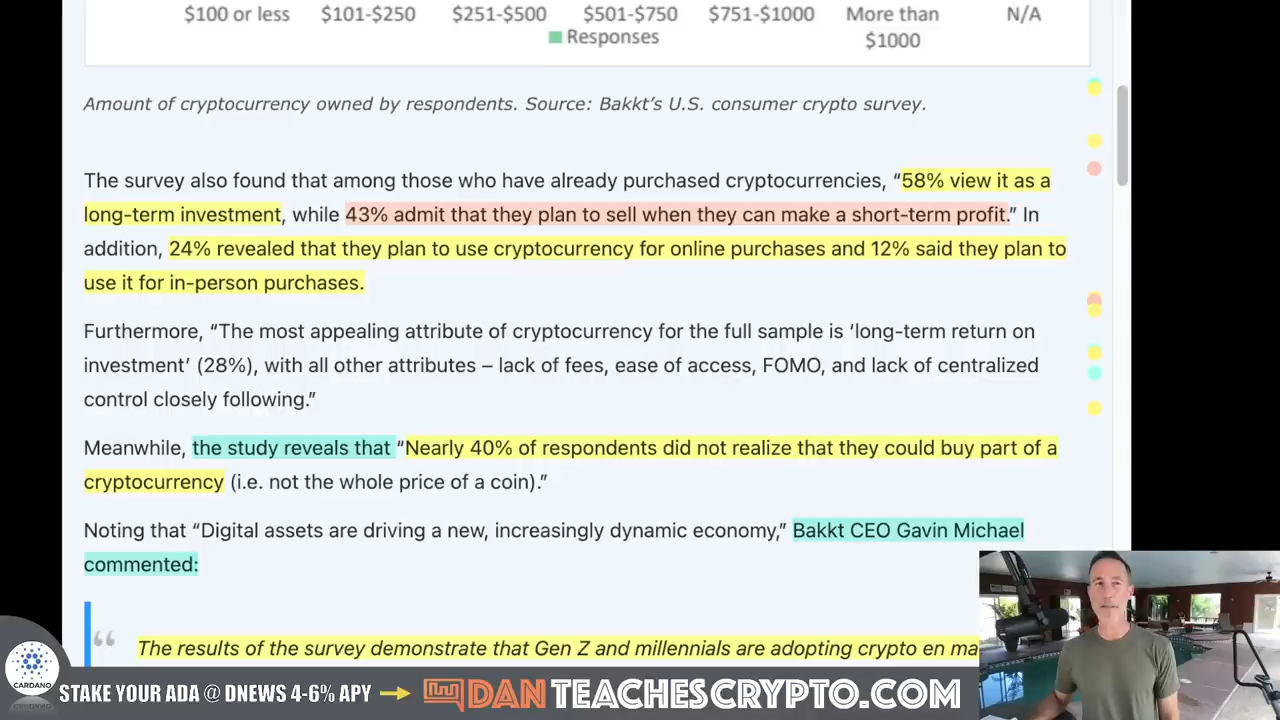 $100 or less $101-$250 $251-$500 $501-$750 $751-$1000 More than $1000 N/A
Responses
Amount of cryptocurrency owned by respondents. Source: Bakkt’s U.S. consumer crypto survey.
The survey also found that among those who have already purchased cryptocurrencies, “58% view it as a
long-term investment, while 43% admit that they plan to sell when they can make a short-term profit.” In
addition, 24% revealed that they plan to use cryptocurrency for online purchases and 12% said they plan to
use it for in-person purchases.
Furthermore, “The most appealing attribute of cryptocurrency for the full sample is ‘long-term return on
investment’ (28%), with all other attributes – lack of fees, ease of access, FOMO, and lack of centralized
control closely following.”
Meanwhile, the study reveals that “Nearly 40% of respondents did not realize that they could buy part of a
cryptocurrency (i.e. not the whole price of a coin).”
Noting that “Digital assets are driving a new, increasingly dynamic economy,” Bakkt CEO Gavin Michael
commented:
“ The results of the survey demonstrate that Gen Z and millennials are adopting crypto en ma
CARDANO
STAKE YOUR ADA @ DNEWS 4-6% APY → DANTEACHESCRYPTO.COM